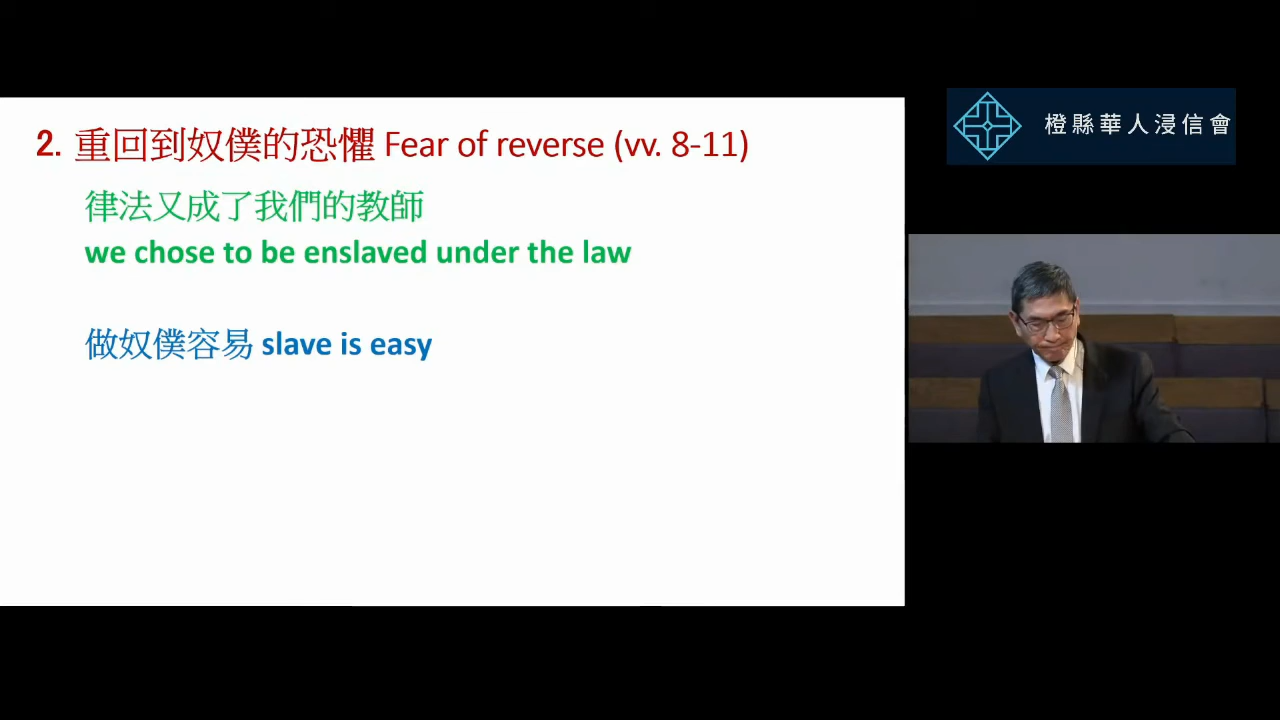 2. 重回到奴僕的恐懼 Fear of reverse (vv. 8-11)
律法又成了我們的教師
we chose to be enslaved under the law
做奴僕容易 slave is easy
橙縣華人浸信會